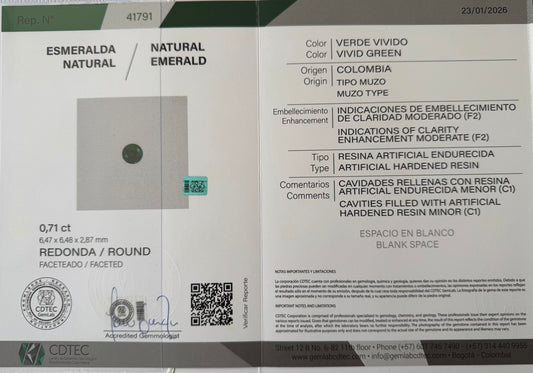 Rep. N° 41791
ESMERALDA NATURAL / NATURAL EMERALD
0,71 ct
6,47 x 6,48 x 2,87 mm
REDONDA / ROUND
FACETEADO / FACETED
CDTEC
GEMLAB
Accredited Gemmologist
Verificar Reporte
CDTEC
23/01/2026
Color VERDE VIVIDO
Color VIVID GREEN
Origen COLOMBIA
Origin TIPO MUZO
MUZO TYPE
Embellecimiento INDICACIONES DE EMBELLECIMIENTO
Enhancement DE CLARIDAD MODERADO (F2)
INDICATIONS OF CLARITY
ENHANCEMENT MODERATE (F2)
Tipo RESINA ARTIFICIAL ENDURECIDA
Type ARTIFICIAL HARDENED RESIN
Comentarios CAVIDADES RELLENAS CON RESINA
Comments ARTIFICIAL ENDURECIDA MENOR (C1)
CAVITIES FILLED WITH ARTIFICIAL
HARDENED RESIN MINOR (C1)
ESPACIO EN BLANCO
BLANK SPACE
NOTAS IMPORTANTES Y LIMITACIONES
IMPORTANT NOTES AND LIMITATIONS
Street 12 B No. 6-82, 11th floor • Phone (+57)
www.gemlabcdtec.com • info@gemlabcdtec.com • Bogotá - Colombia